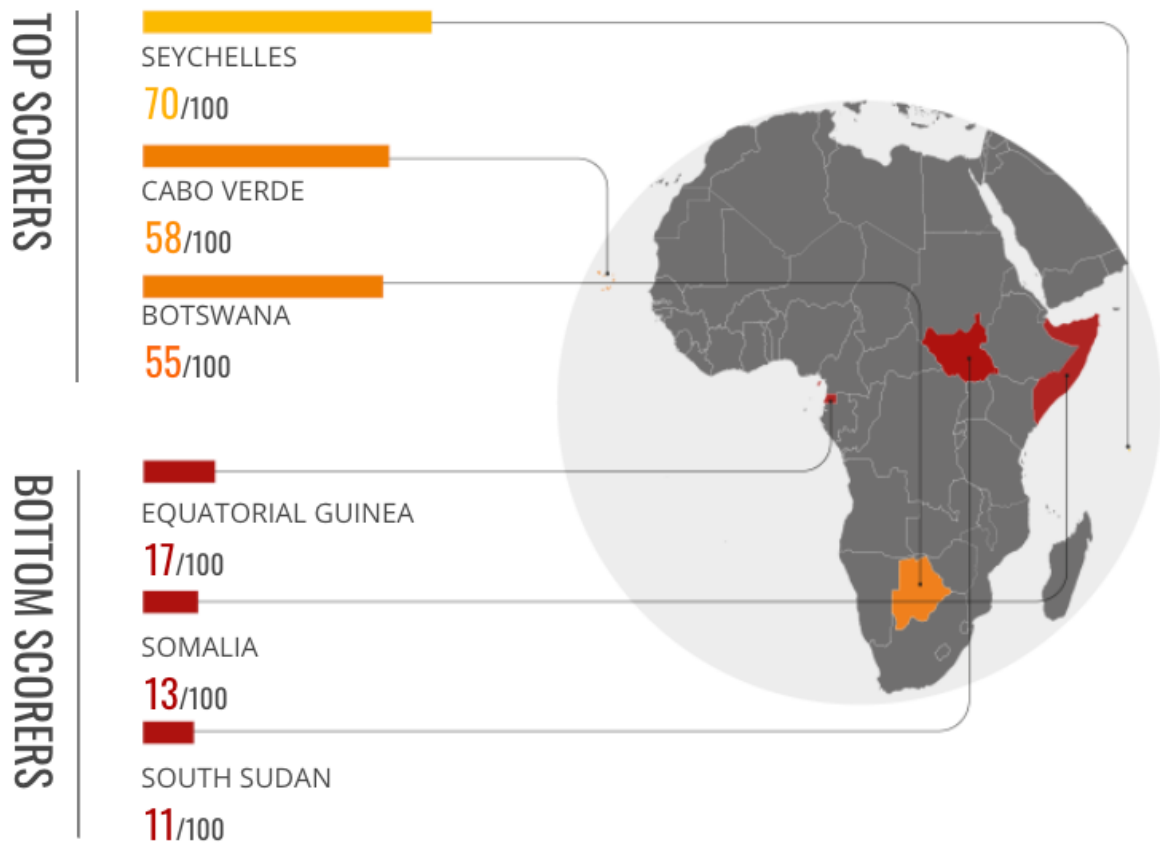 TOP SCORERS
SEYCHELLES
70/100
CABO VERDE
58/100
BOTSWANA
55/100
BOTTOM SCORERS
EQUATORIAL GUINEA
17/100
SOMALIA
13/100
SOUTH SUDAN
11/100